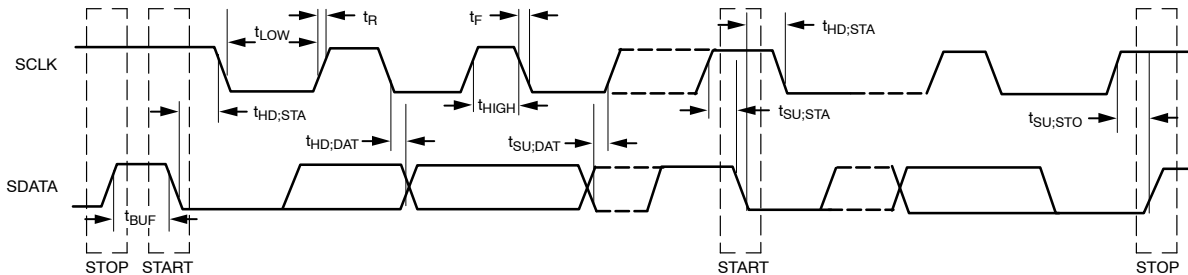 tR
tF
tLOW
tHD;STA
SCLK
tHD;STA
tHIGH
tSU;STA
tSU;STO
tHD;DAT
tSU;DAT
SDATA
tBUF
STOP
START
START
STOP